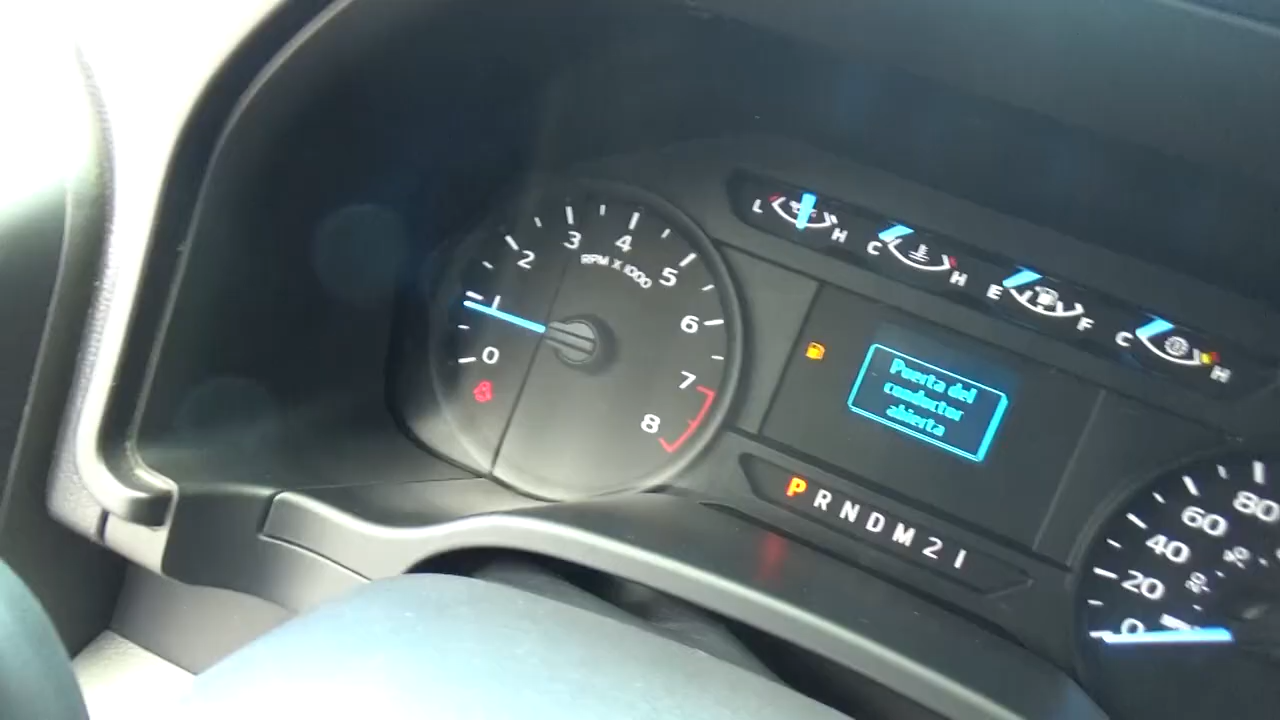 L H
C H
E F
C H
0 1 2 3 4 5 6 7 8
RPM X 1000
Puerta del
conductor
abierta
P R N D M 2 1
0 20 40 60 80